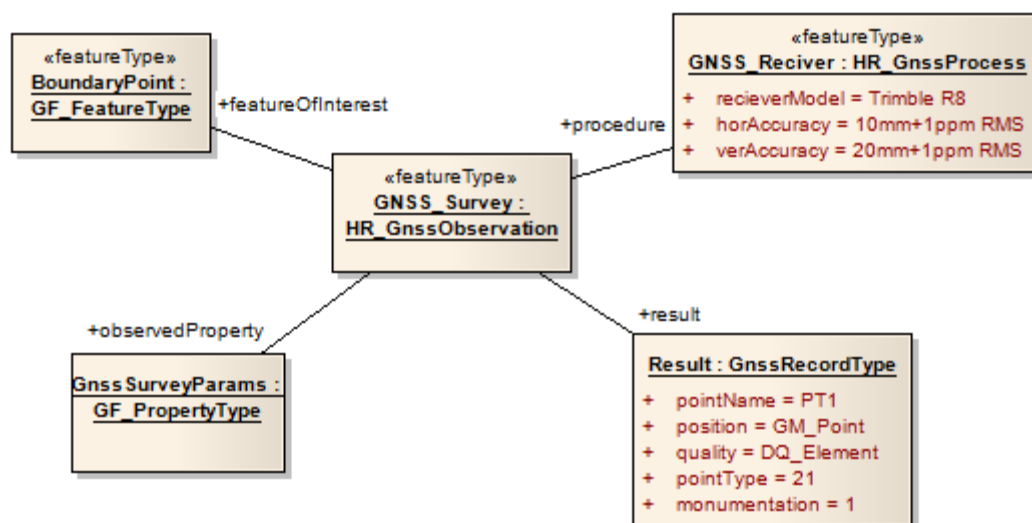 «featureType»
BoundaryPoint :
GF_FeatureType
+featureOfInterest
«featureType»
GNSS_Reciver : HR_GnssProcess
+ recieverModel = Trimble R8
+ horAccuracy = 10mm+1ppm RMS
+ verAccuracy = 20mm+1ppm RMS
+procedure
«featureType»
GNSS_Survey :
HR_GnssObservation
+observedProperty
GnssSurveyParams :
GF_PropertyType
+result
Result : GnssRecordType
+ pointName = PT1
+ position = GM_Point
+ quality = DQ_Element
+ pointType = 21
+ monumentation = 1